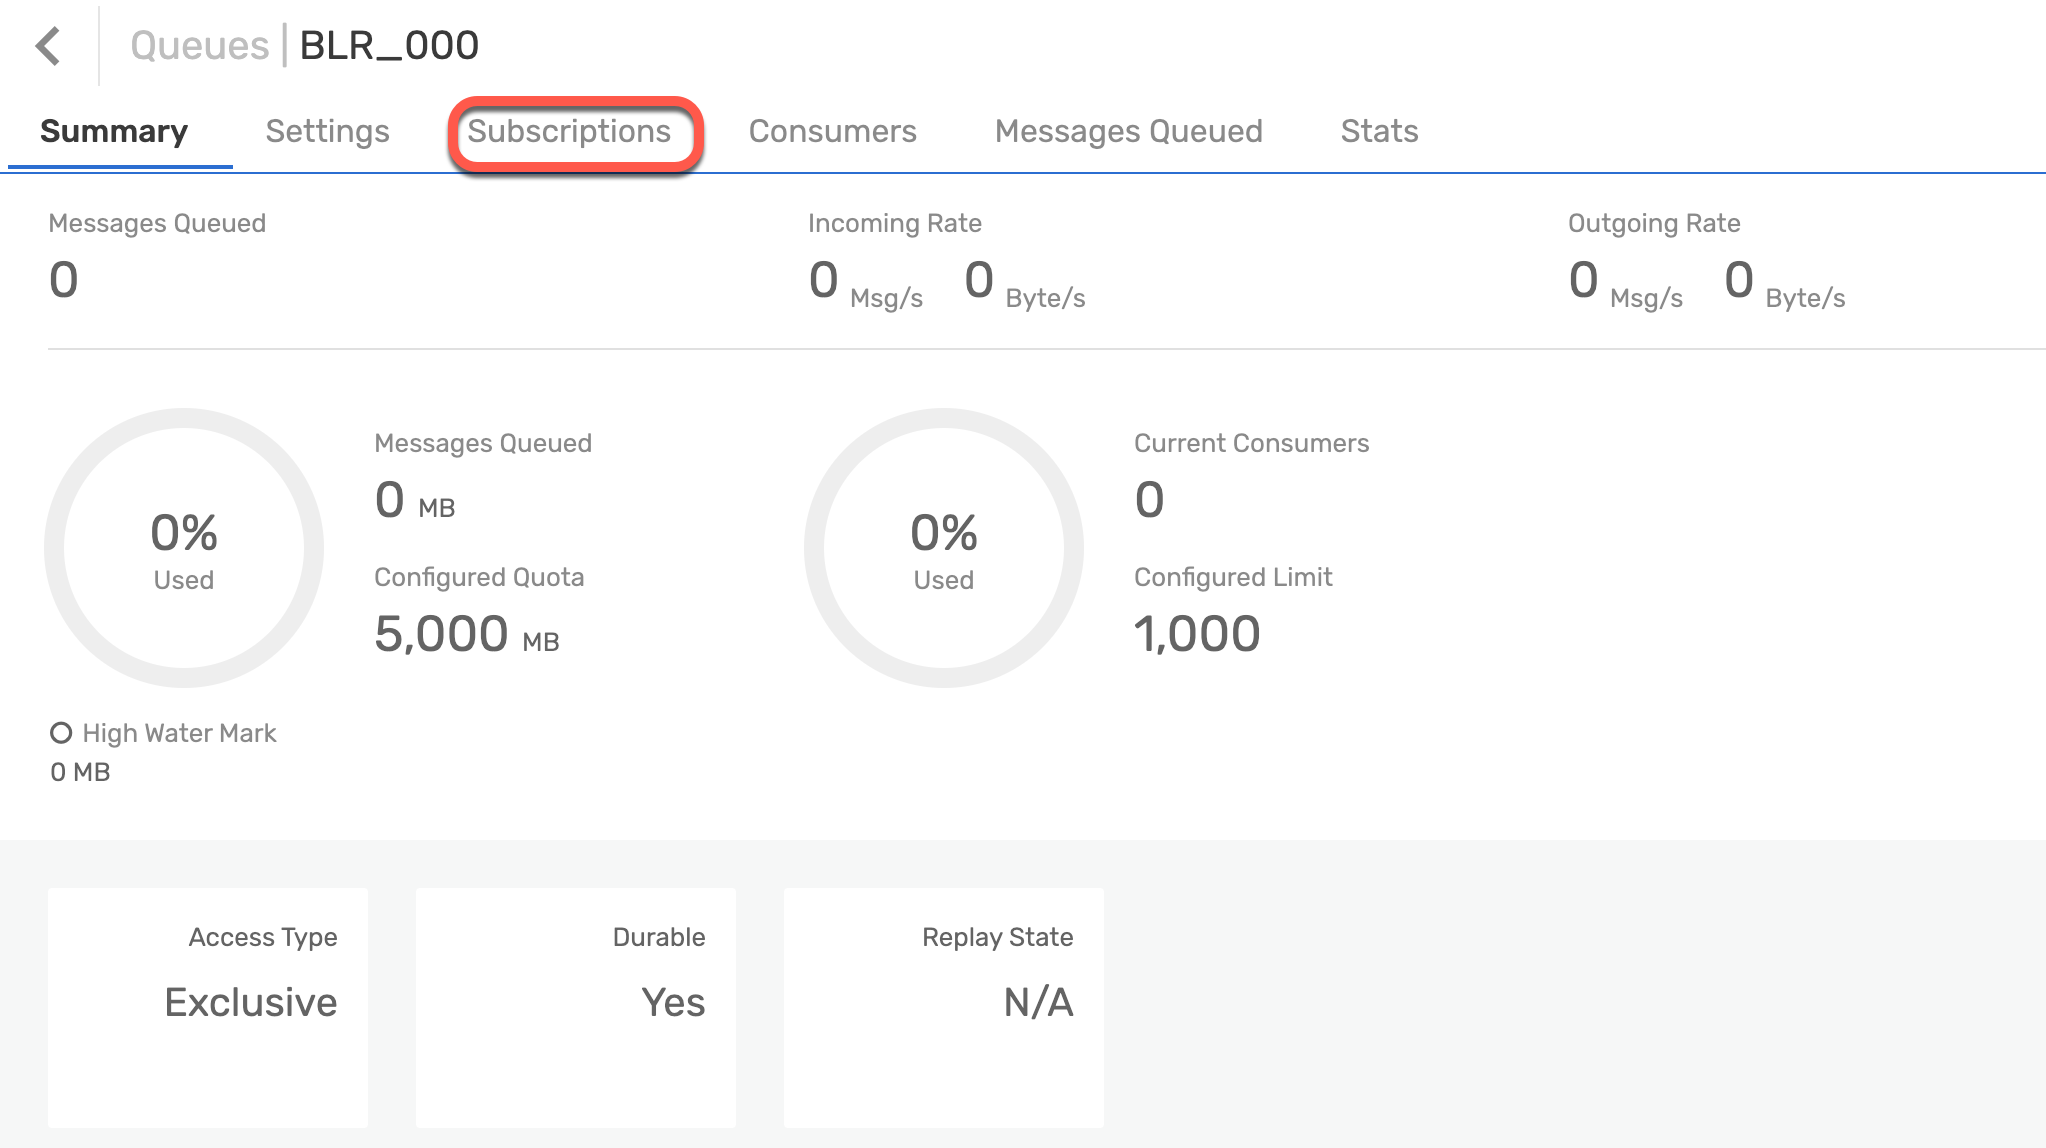 Queues | BLR_000
Summary Settings Subscriptions Consumers Messages Queued Stats
Messages Queued Incoming Rate Outgoing Rate
0 0 Msg/s 0 Byte/s 0 Msg/s 0 Byte/s
Messages Queued Current Consumers
0 MB 0
0% Used 0% Used
Configured Quota Configured Limit
5,000 MB 1,000
High Water Mark
0 MB
Access Type Durable Replay State
Exclusive Yes N/A